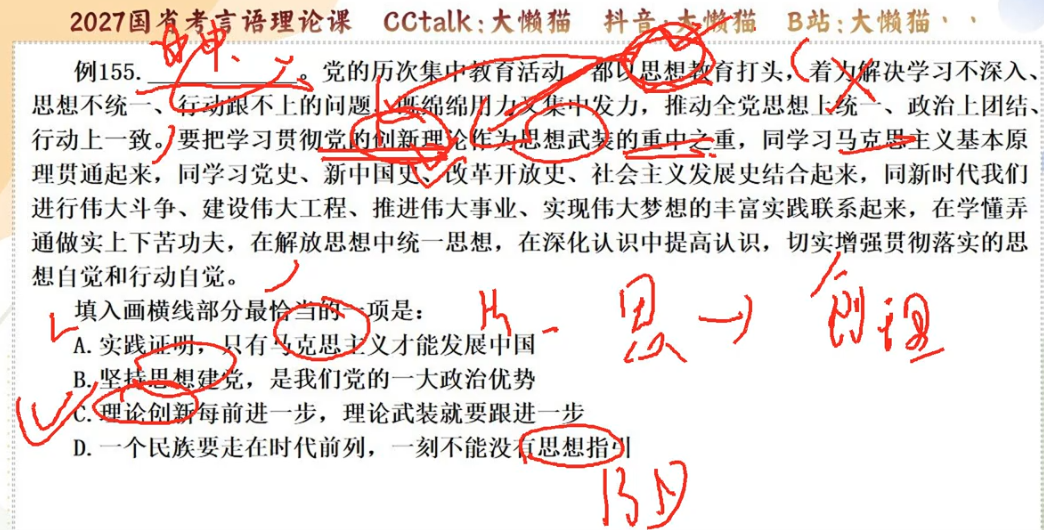 2027国省考言语理论课 CCtalk:大懒猫 抖音:大懒猫 B站:大懒猫··
例155.____________。党的历次集中教育活动,都以思想教育打头,着力解决学习不深入、
思想不统一、行动跟不上的问题,既绵绵用力又集中发力,推动全党思想上统一、政治上团结、
行动上一致。要把学习贯彻党的创新理论作为思想武装的重中之重,同学习马克思主义基本原
理贯通起来,同学习党史、新中国史、改革开放史、社会主义发展史结合起来,同新时代我们
进行伟大斗争、建设伟大工程、推进伟大事业、实现伟大梦想的丰富实践联系起来,在学懂弄
通做实上下苦功夫,在解放思想中统一思想,在深化认识中提高认识,切实增强贯彻落实的思
想自觉和行动自觉。
填入画横线部分最恰当的一项是:
A.实践证明,只有马克思主义才能发展中国
B.坚持思想建党,是我们党的一大政治优势
C.理论创新每前进一步,理论武装就要跟进一步
D.一个民族要走在时代前列,一刻不能没有思想指引
思 → 创理
BD